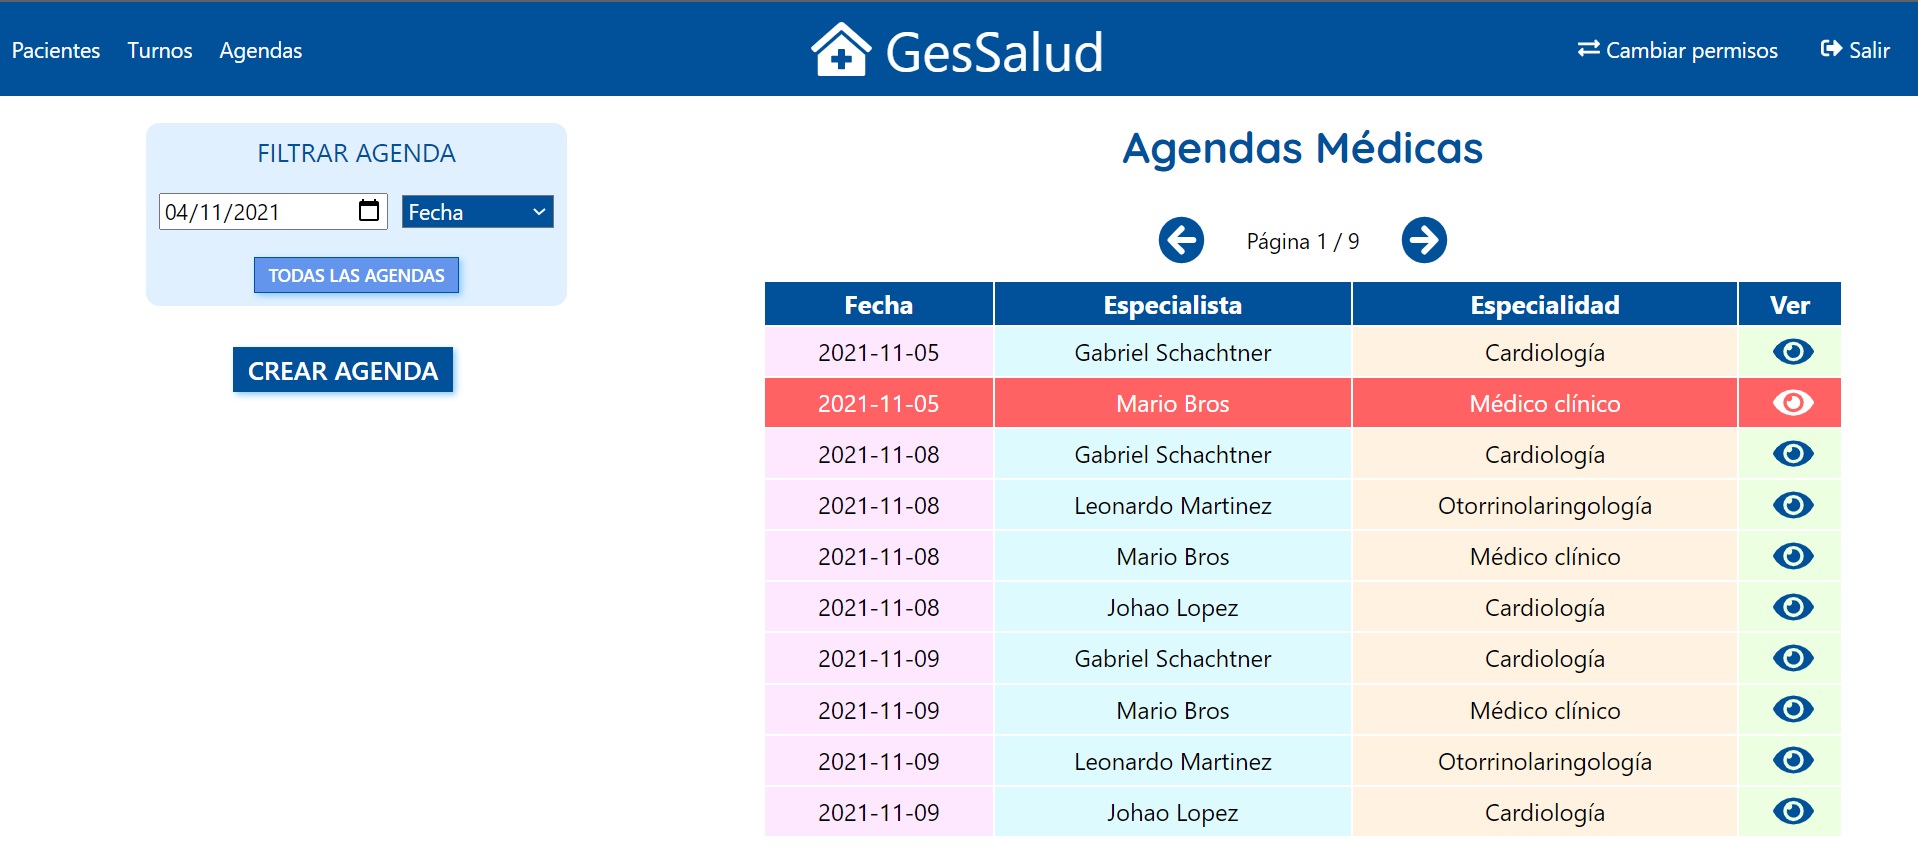 Pacientes Turnos Agendas GesSalud Cambiar permisos Salir
FILTRAR AGENDA
04/11/2021 Fecha
TODAS LAS AGENDAS
CREAR AGENDA
Agendas Médicas
Página 1 / 9
Fecha Especialista Especialidad Ver
2021-11-05 Gabriel Schachtner Cardiología
2021-11-05 Mario Bros Médico clínico
2021-11-08 Gabriel Schachtner Cardiología
2021-11-08 Leonardo Martinez Otorrinolaringología
2021-11-08 Mario Bros Médico clínico
2021-11-08 Johao Lopez Cardiología
2021-11-09 Gabriel Schachtner Cardiología
2021-11-09 Mario Bros Médico clínico
2021-11-09 Leonardo Martinez Otorrinolaringología
2021-11-09 Johao Lopez Cardiología